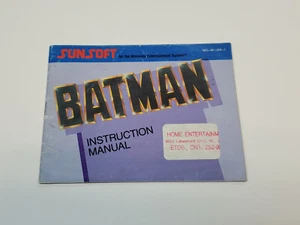 SUNSOFT for the Nintendo Entertainment System
BATMAN
INSTRUCTION
MANUAL
HOME ENTERTAINM